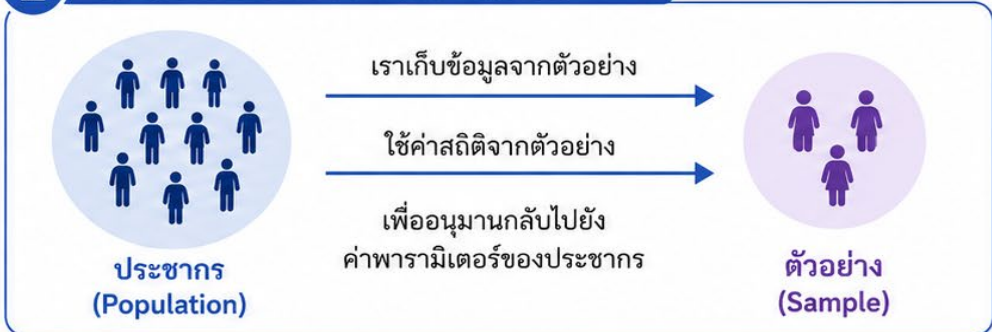 เราเก็บข้อมูลจากตัวอย่าง
ใช้ค่าสถิติจากตัวอย่าง
เพื่ออนุมานกลับไปยัง
ค่าพารามิเตอร์ของประชากร
ประชากร
(Population)
ตัวอย่าง
(Sample)